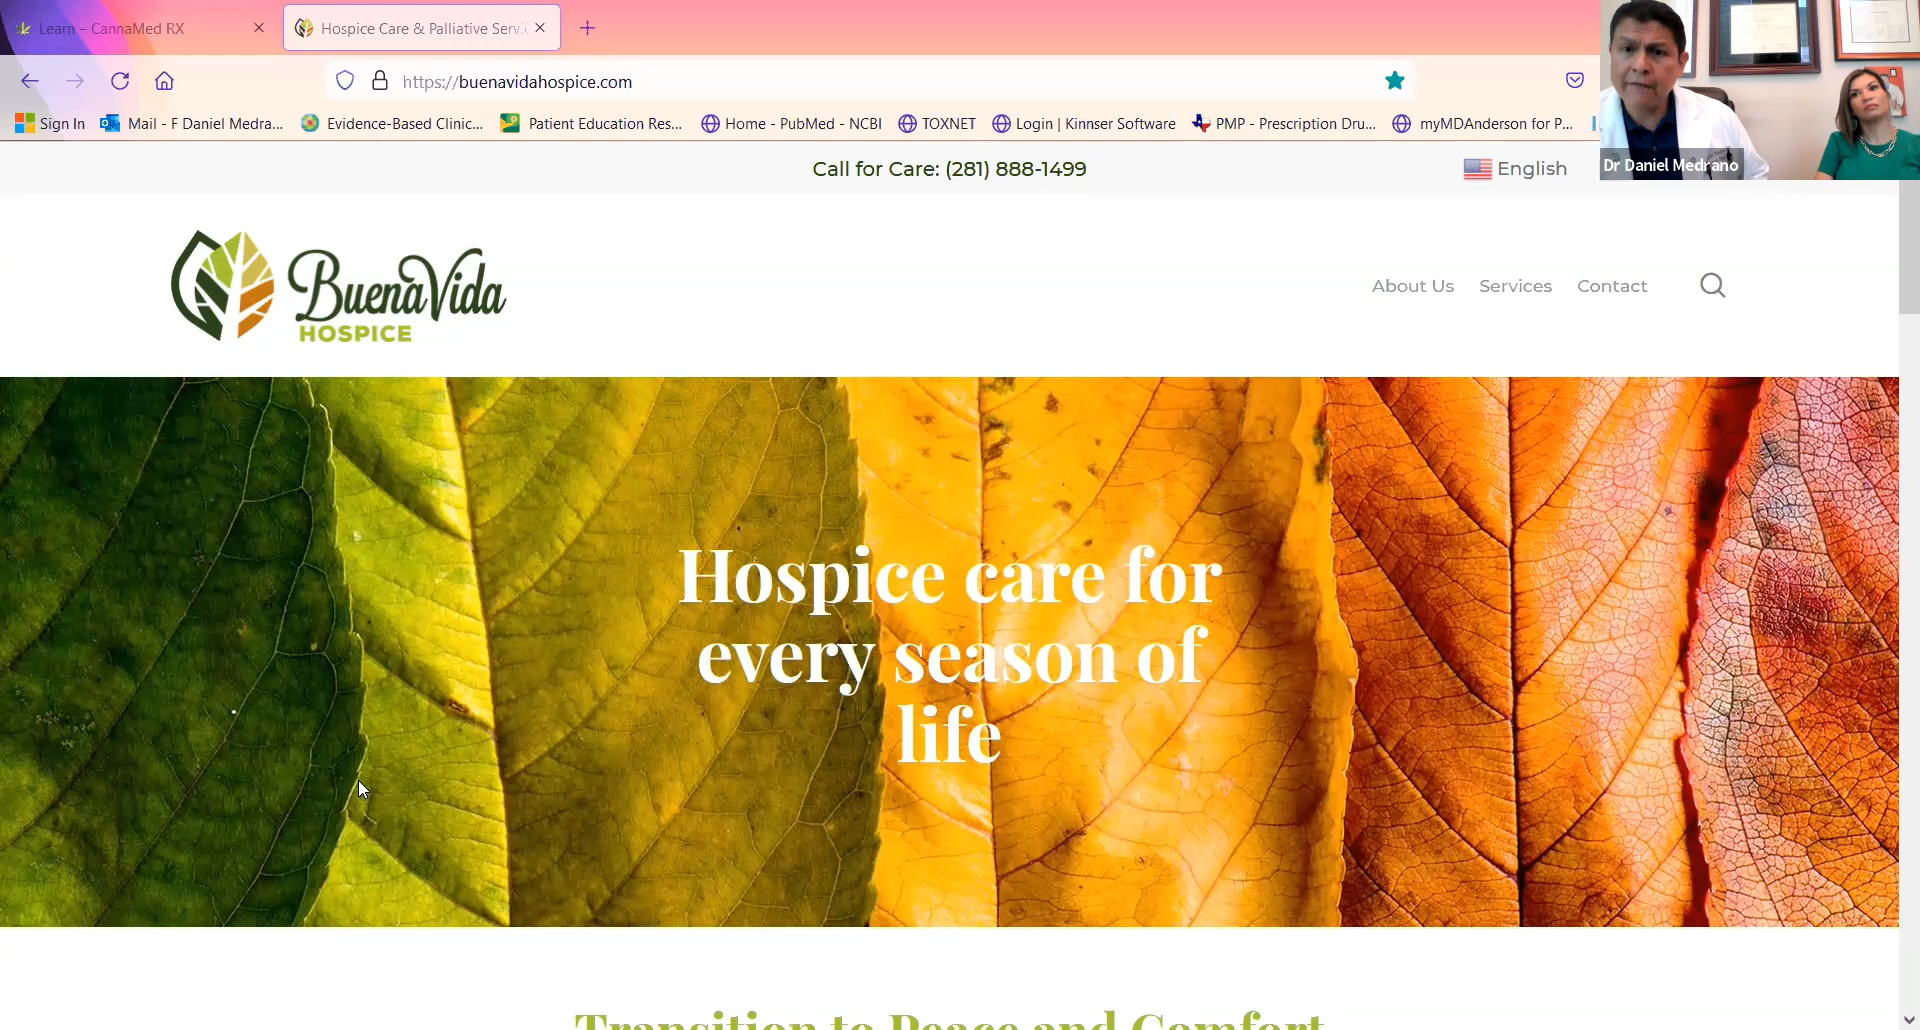 Learn – CannaMed RX
Hospice Care & Palliative Serv
https://buenavidahospice.com
Sign In
Mail - F Daniel Medra...
Evidence-Based Clinic...
Patient Education Res...
Home - PubMed - NCBI
TOXNET
Login | Kinnser Software
PMP - Prescription Dru...
myMDAnderson for P...
Dr Daniel Medrano
Call for Care: (281) 888-1499
English
BuenaVida
HOSPICE
About Us
Services
Contact
Hospice care for
every season of
life
Transition to Peace and Comfort